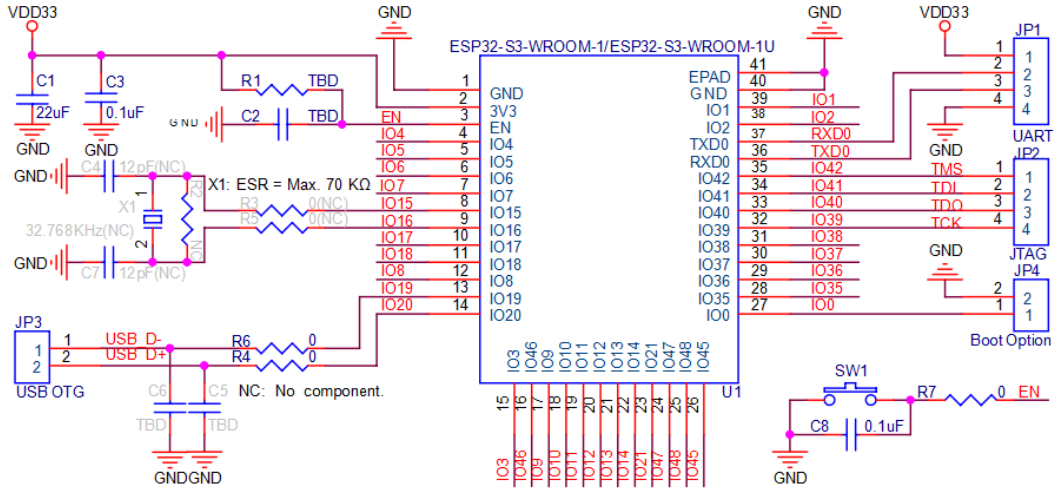 VDD33
GND
GND
VDD33
JP1
ESP32-S3-WROOM-1/ESP32-S3-WROOM-1U
C1
22uF
GND
C3
0.1uF
GND
R1
TBD
GND
C2
TBD
EN
IO4
IO5
IO6
IO7
IO15
IO16
IO17
IO18
IO8
IO19
IO20
1
2
3
4
5
6
7
8
9
10
11
12
13
14
GND
3V3
EN
IO4
IO5
IO6
IO7
IO15
IO16
IO17
IO18
IO8
IO19
IO20
EPAD
GND
IO1
IO2
TXD0
RXD0
IO42
IO41
IO40
IO39
IO38
IO37
IO36
IO35
IO0
41
40
39
38
37
36
35
34
33
32
31
30
29
28
27
IO1
IO2
RXD0
TXD0
IO42
IO41
IO40
IO39
IO38
IO37
IO36
IO35
IO0
1 1
2 2
3 3
4 4
GND
UART
JP2
TMS 1 1
TDI 2 2
TDO 3 3
TCK 4 4
JTAG
GND
JP4
2 2
1 1
Boot Option
GND
C4
12pF(NC)
X1: ESR = Max. 70 KΩ
1
X1
2
R2
NC
R3
0(NC)
R5
0(NC)
32.768KHz(NC)
GND
C7
12pF(NC)
JP3
1 1 USB D-
2 2 USB D+
USB OTG
R6
0
R4
0
C6
TBD
C5
TBD
NC: No component.
GND
GND
IO3
IO46
IO9
IO10
IO11
IO12
IO13
IO14
IO21
IO47
IO48
IO45
U1
15
16
17
18
19
20
21
22
23
24
25
26
IO3
IO46
IO9
IO10
IO11
IO12
IO13
IO14
IO21
IO47
IO48
IO45
SW1
R7
0
EN
C8
0.1uF
GND